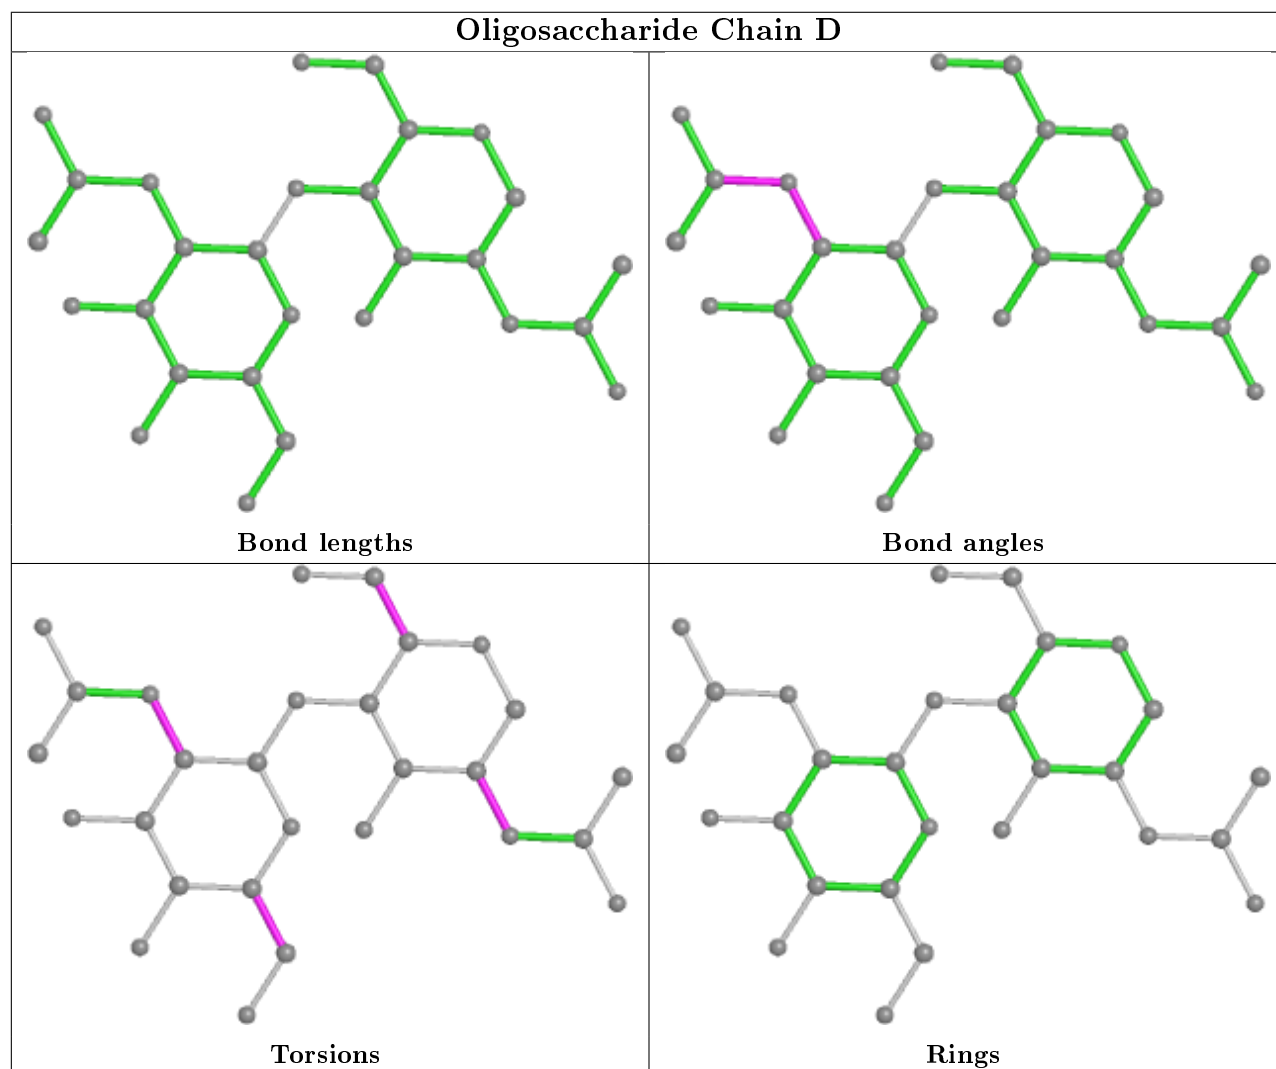 Oligosaccharide Chain D
Bond lengths
Bond angles
Torsions
Rings